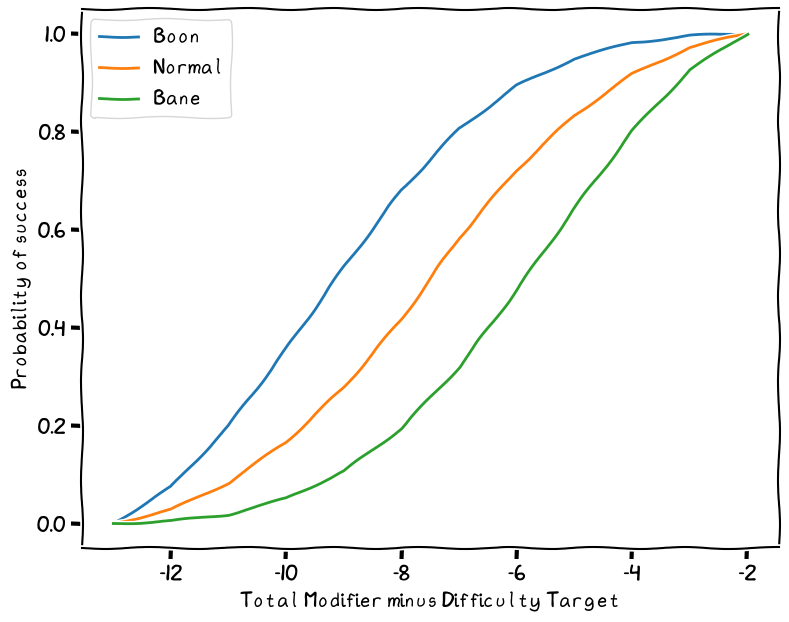 Boon
Normal
Bane
1.0
0.8
0.6
0.4
0.2
0.0
Probability of success
-12 -10 -8 -6 -4 -2
Total Modifier minus Difficulty Target